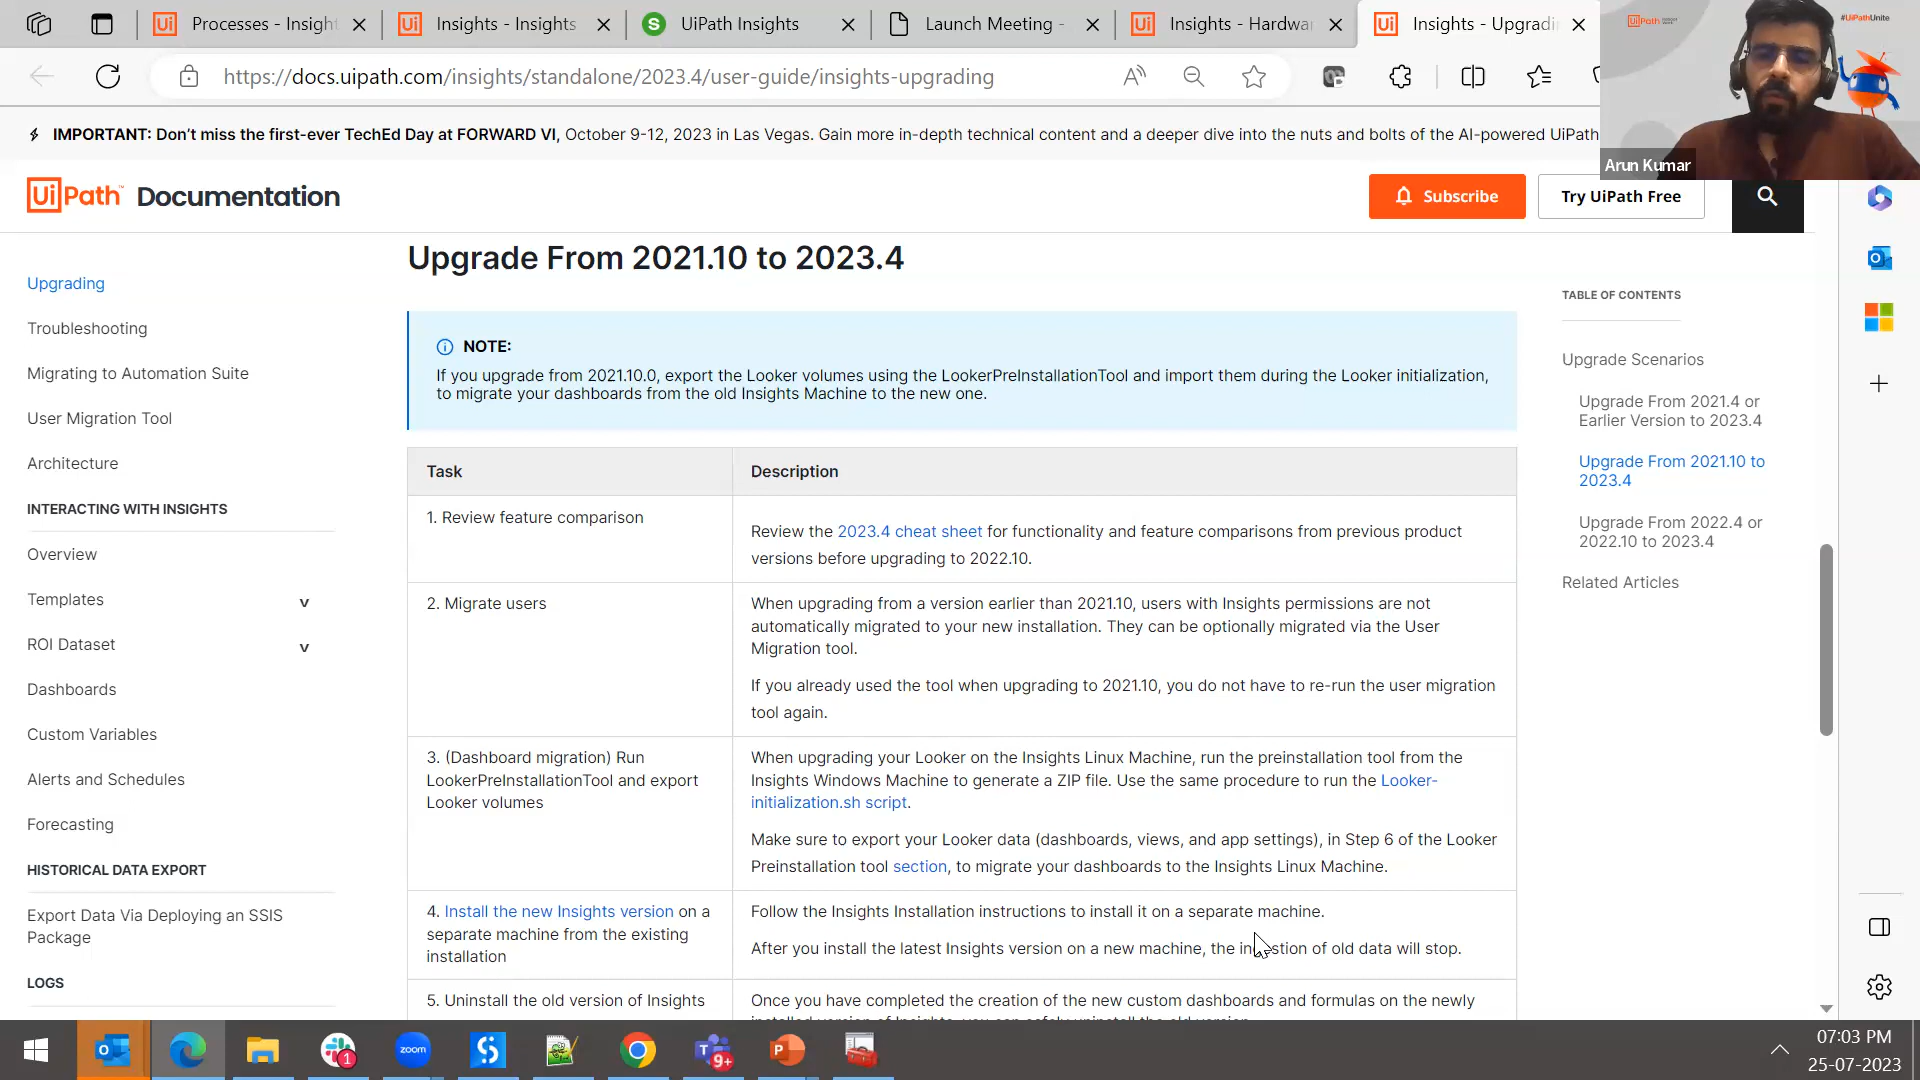 Processes - Insigh
Insights - Insights
UiPath Insights
Launch Meeting -
Insights - Hardwa
Insights - Upgradi
https://docs.uipath.com/insights/standalone/2023.4/user-guide/insights-upgrading
IMPORTANT: Don't miss the first-ever TechEd Day at FORWARD VI, October 9-12, 2023 in Las Vegas. Gain more in-depth technical content and a deeper dive into the nuts and bolts of the AI-powered UiPath
UiPath
#UiPathUnite
Arun Kumar
UiPath Documentation
Subscribe
Try UiPath Free
Upgrading
Troubleshooting
Migrating to Automation Suite
User Migration Tool
Architecture
INTERACTING WITH INSIGHTS
Overview
Templates
ROI Dataset
Dashboards
Custom Variables
Alerts and Schedules
Forecasting
HISTORICAL DATA EXPORT
Export Data Via Deploying an SSIS
Package
LOGS
Upgrade From 2021.10 to 2023.4
NOTE:
If you upgrade from 2021.10.0, export the Looker volumes using the LookerPreInstallationTool and import them during the Looker initialization,
to migrate your dashboards from the old Insights Machine to the new one.
Task
Description
1. Review feature comparison
Review the 2023.4 cheat sheet for functionality and feature comparisons from previous product
versions before upgrading to 2022.10.
2. Migrate users
When upgrading from a version earlier than 2021.10, users with Insights permissions are not
automatically migrated to your new installation. They can be optionally migrated via the User
Migration tool.
If you already used the tool when upgrading to 2021.10, you do not have to re-run the user migration
tool again.
3. (Dashboard migration) Run
LookerPreInstallationTool and export
Looker volumes
When upgrading your Looker on the Insights Linux Machine, run the preinstallation tool from the
Insights Windows Machine to generate a ZIP file. Use the same procedure to run the Looker-
initialization.sh script.
Make sure to export your Looker data (dashboards, views, and app settings), in Step 6 of the Looker
Preinstallation tool section, to migrate your dashboards to the Insights Linux Machine.
4. Install the new Insights version on a
separate machine from the existing
installation
Follow the Insights Installation instructions to install it on a separate machine.
After you install the latest Insights version on a new machine, the ingestion of old data will stop.
5. Uninstall the old version of Insights
Once you have completed the creation of the new custom dashboards and formulas on the newly
TABLE OF CONTENTS
Upgrade Scenarios
Upgrade From 2021.4 or
Earlier Version to 2023.4
Upgrade From 2021.10 to
2023.4
Upgrade From 2022.4 or
2022.10 to 2023.4
Related Articles
zoom
1
9+
07:03 PM
25-07-2023